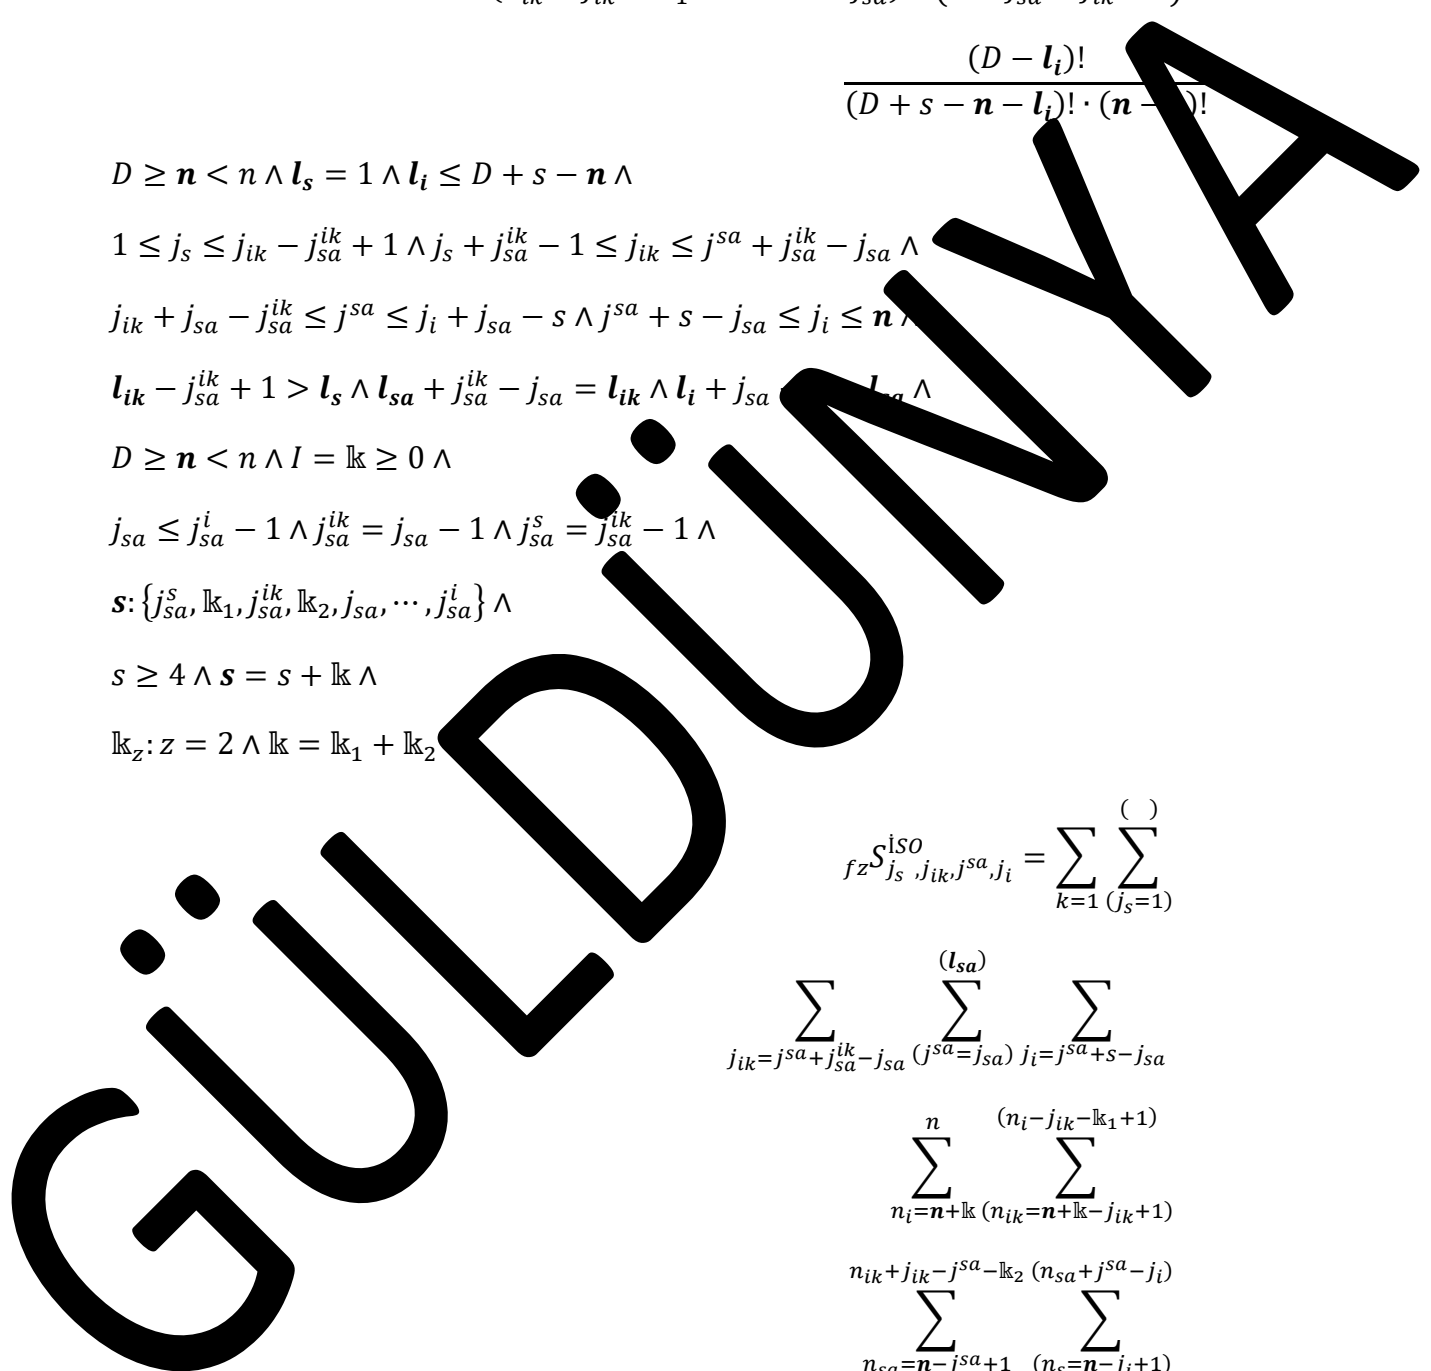 (D − l_i)!
(D + s − n − l_i)! · (n − )!
D ≥ n < n ∧ l_s = 1 ∧ l_i ≤ D + s − n ∧
1 ≤ j_s ≤ j_ik − j_sa^ik + 1 ∧ j_s + j_sa^ik − 1 ≤ j_ik ≤ j^sa + j_sa^ik − j_sa ∧
j_ik + j_sa − j_sa^ik ≤ j^sa ≤ j_i + j_sa − s ∧ j^sa + s − j_sa ≤ j_i ≤ n ∧
l_ik − j_sa^ik + 1 > l_s ∧ l_sa + j_sa^ik − j_sa = l_ik ∧ l_i + j_sa l_sa ∧
D ≥ n < n ∧ I = 𝕜 ≥ 0 ∧
j_sa ≤ j_sa^i − 1 ∧ j_sa^ik = j_sa − 1 ∧ j_sa^s = j_sa^ik − 1 ∧
s: {j_sa^s, 𝕜_1, j_sa^ik, 𝕜_2, j_sa, ⋯, j_sa^i} ∧
s ≥ 4 ∧ s = s + 𝕜 ∧
𝕜_z: z = 2 ∧ 𝕜 = 𝕜_1 + 𝕜_2
( )
fz S^İSO_j_s,j_ik,j^sa,j_i = ∑ ∑
k=1 (j_s=1)
(l_sa)
∑ ∑ ∑
j_ik=j^sa+j_sa^ik−j_sa (j^sa=j_sa) j_i=j^sa+s−j_sa
n (n_i−j_ik−𝕜_1+1)
∑ ∑
n_i=n+𝕜 (n_ik=n+𝕜−j_ik+1)
n_ik+j_ik−j^sa−𝕜_2 (n_sa+j^sa−j_i)
∑ ∑
n_sa=n−j^sa+1 (n_s=n−j_i+1)
GÜLDÜNYA